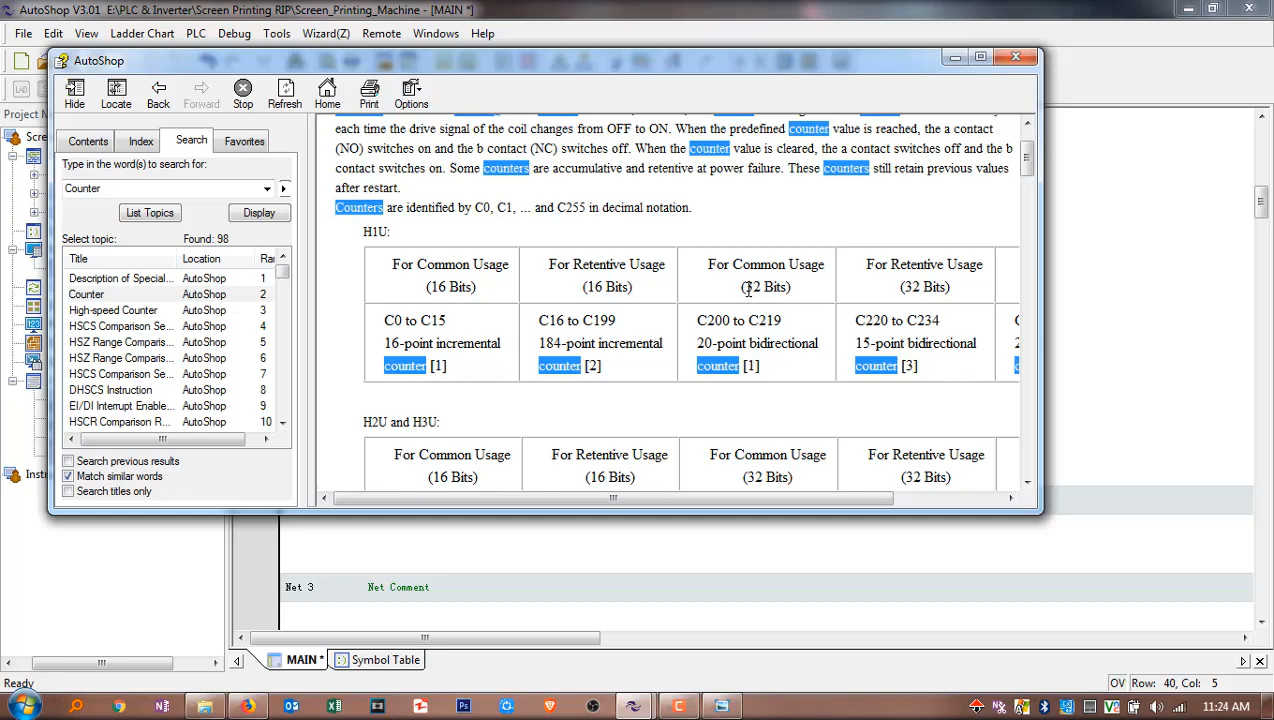 AutoShop V3.01  E:\PLC & Inverter\Screen Printing RIP\Screen_Printing_Machine - [MAIN *]
File Edit View Ladder Chart PLC Debug Tools Wizard(Z) Remote Windows Help
AutoShop
Hide Locate Back Forward Stop Refresh Home Print Options
Contents Index Search Favorites
Type in the word(s) to search for:
Counter
List Topics Display
Select topic: Found: 98
Title Location Rar
Description of Special... AutoShop 1
Counter AutoShop 2
High-speed Counter AutoShop 3
HSCS Comparison Se... AutoShop 4
HSZ Range Comparis... AutoShop 5
HSZ Range Comparis... AutoShop 6
HSCS Comparison Se... AutoShop 7
DHSCS Instruction AutoShop 8
EI/DI Interrupt Enable... AutoShop 9
HSCR Comparison R... AutoShop 10
Search previous results
Match similar words
Search titles only
each time the drive signal of the coil changes from OFF to ON. When the predefined counter value is reached, the a contact
(NO) switches on and the b contact (NC) switches off. When the counter value is cleared, the a contact switches off and the b
contact switches on. Some counters are accumulative and retentive at power failure. These counters still retain previous values
after restart.
Counters are identified by C0, C1, ... and C255 in decimal notation.
H1U:
For Common Usage For Retentive Usage For Common Usage For Retentive Usage
(16 Bits) (16 Bits) (32 Bits) (32 Bits)
C0 to C15 C16 to C199 C200 to C219 C220 to C234
16-point incremental 184-point incremental 20-point bidirectional 15-point bidirectional
counter [1] counter [2] counter [1] counter [3]
H2U and H3U:
For Common Usage For Retentive Usage For Common Usage For Retentive Usage
(16 Bits) (16 Bits) (32 Bits) (32 Bits)
Net 3 Net Comment
MAIN * Symbol Table
Ready OV Row: 40, Col: 5
11:24 AM